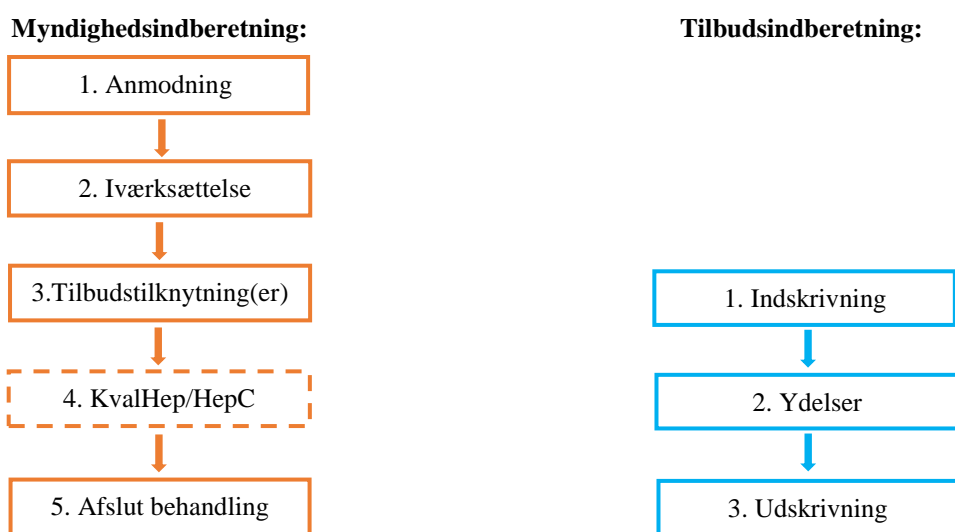 Myndighedsindberetning:
1. Anmodning
2. Iværksættelse
3.Tilbudstilknytning(er)
4. KvalHep/HepC
5. Afslut behandling
Tilbudsindberetning:
1. Indskrivning
2. Ydelser
3. Udskrivning